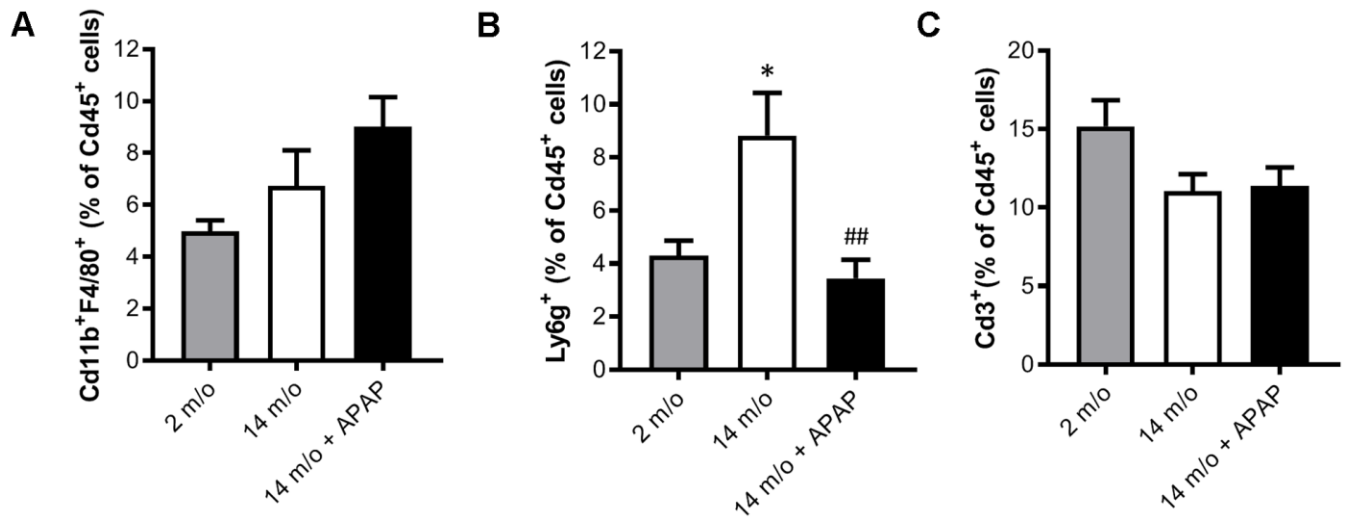 A
Cd11b⁺F4/80⁺ (% of Cd45⁺ cells)
12
10
8
6
4
2
0
2 m/o
14 m/o
14 m/o + APAP
B
Ly6g⁺ (% of Cd45⁺ cells)
12
10
8
6
4
2
0
*
##
2 m/o
14 m/o
14 m/o + APAP
C
Cd3⁺(% of Cd45⁺ cells)
20
15
10
5
0
2 m/o
14 m/o
14 m/o + APAP